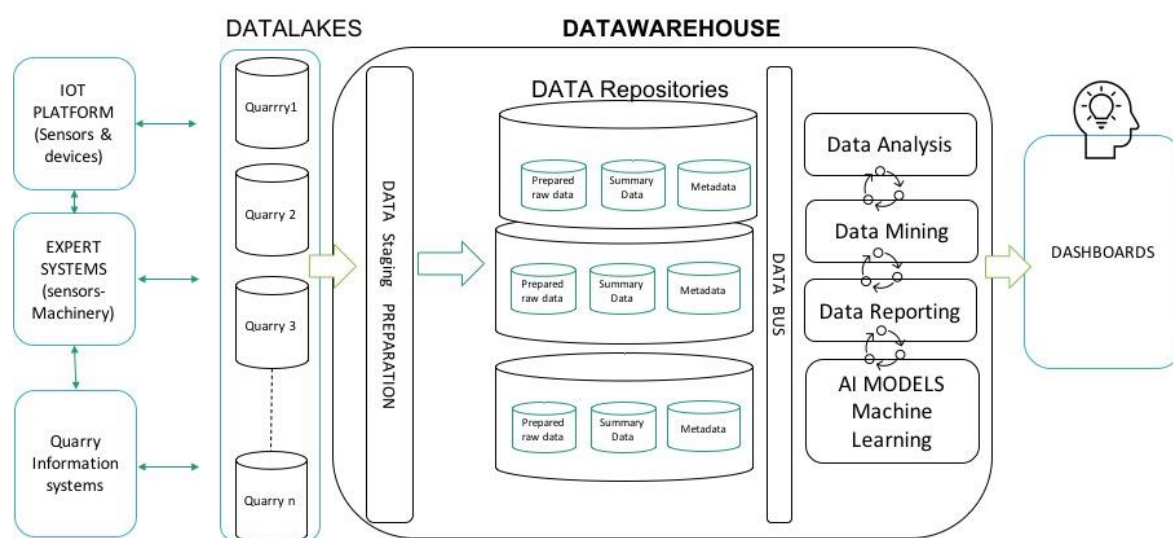 DATALAKES
DATAWAREHOUSE
IOT
PLATFORM
(Sensors &
devices)
EXPERT
SYSTEMS
(sensors-
Machinery)
Quarry
Information
systems
Quarrry1
Quarry 2
Quarry 3
Quarry n
DATA Staging PREPARATION
DATA Repositories
Prepared
raw data
Summary
Data
Metadata
Prepared
raw data
Summary
Data
Metadata
Prepared
raw data
Summary
Data
Metadata
DATA BUS
Data Analysis
Data Mining
Data Reporting
AI MODELS
Machine
Learning
DASHBOARDS